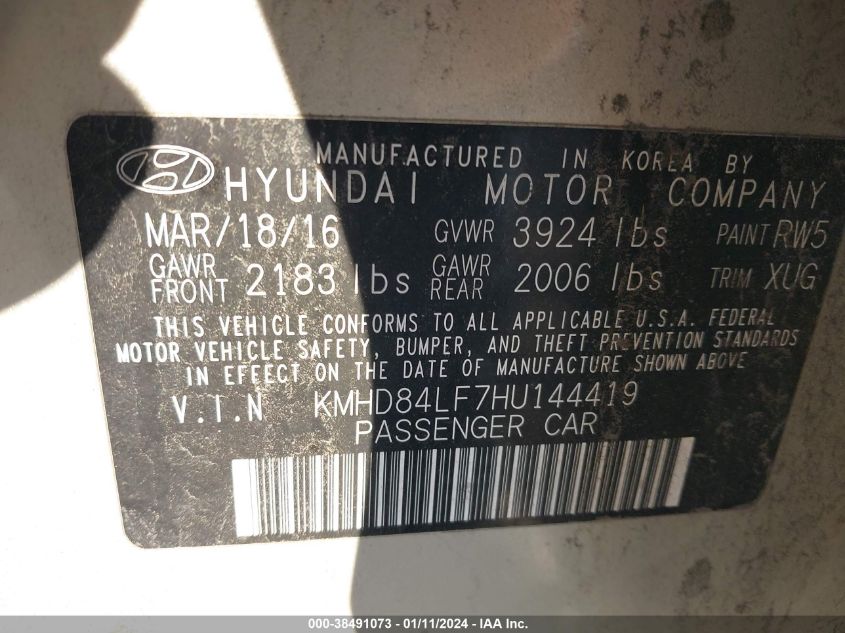 MANUFACTURED IN KOREA BY
HYUNDAI MOTOR COMPANY
MAR/18/16 GVWR 3924 lbs PAINT RW5
GAWR FRONT 2183 lbs GAWR REAR 2006 lbs TRIM XUG
THIS VEHICLE CONFORMS TO ALL APPLICABLE U.S.A. FEDERAL
MOTOR VEHICLE SAFETY, BUMPER, AND THEFT PREVENTION STANDARDS
IN EFFECT ON THE DATE OF MANUFACTURE SHOWN ABOVE
V.I.N KMHD84LF7HU144419
PASSENGER CAR
000-38491073 - 01/11/2024 - IAA Inc.